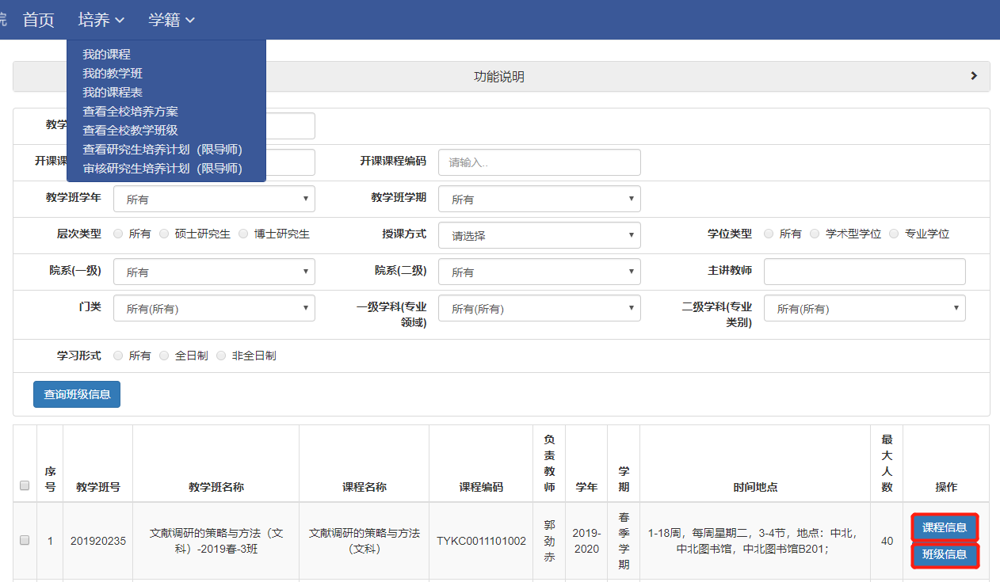 院 首页 培养 学籍
我的课程
我的教学班
我的课程表
查看全校培养方案
查看全校教学班级
查看研究生培养计划（限导师）
审核研究生培养计划（限导师）
功能说明
教学
开课课 开课课程编码 请输入..
教学班学年 所有 教学班学期 所有
层次类型 所有 硕士研究生 博士研究生 授课方式 请选择 学位类型 所有 学术型学位 专业学位
院系(一级) 所有 院系(二级) 所有 主讲教师
门类 所有(所有) 一级学科(专业 所有(所有) 二级学科(专业 所有(所有)
领域) 类别)
学习形式 所有 全日制 非全日制
查询班级信息
序号 教学班号 教学班名称 课程名称 课程编码 负责教师 学年 学期 时间地点 最大人数 操作
1 201920235 文献调研的策略与方法（文科）-2019春-3班 文献调研的策略与方法（文科） TYKC0011101002 郭劲赤 2019-2020 春季学期 1-18周，每周星期二，3-4节，地点：中北，中北图书馆，中北图书馆B201； 40 课程信息
班级信息